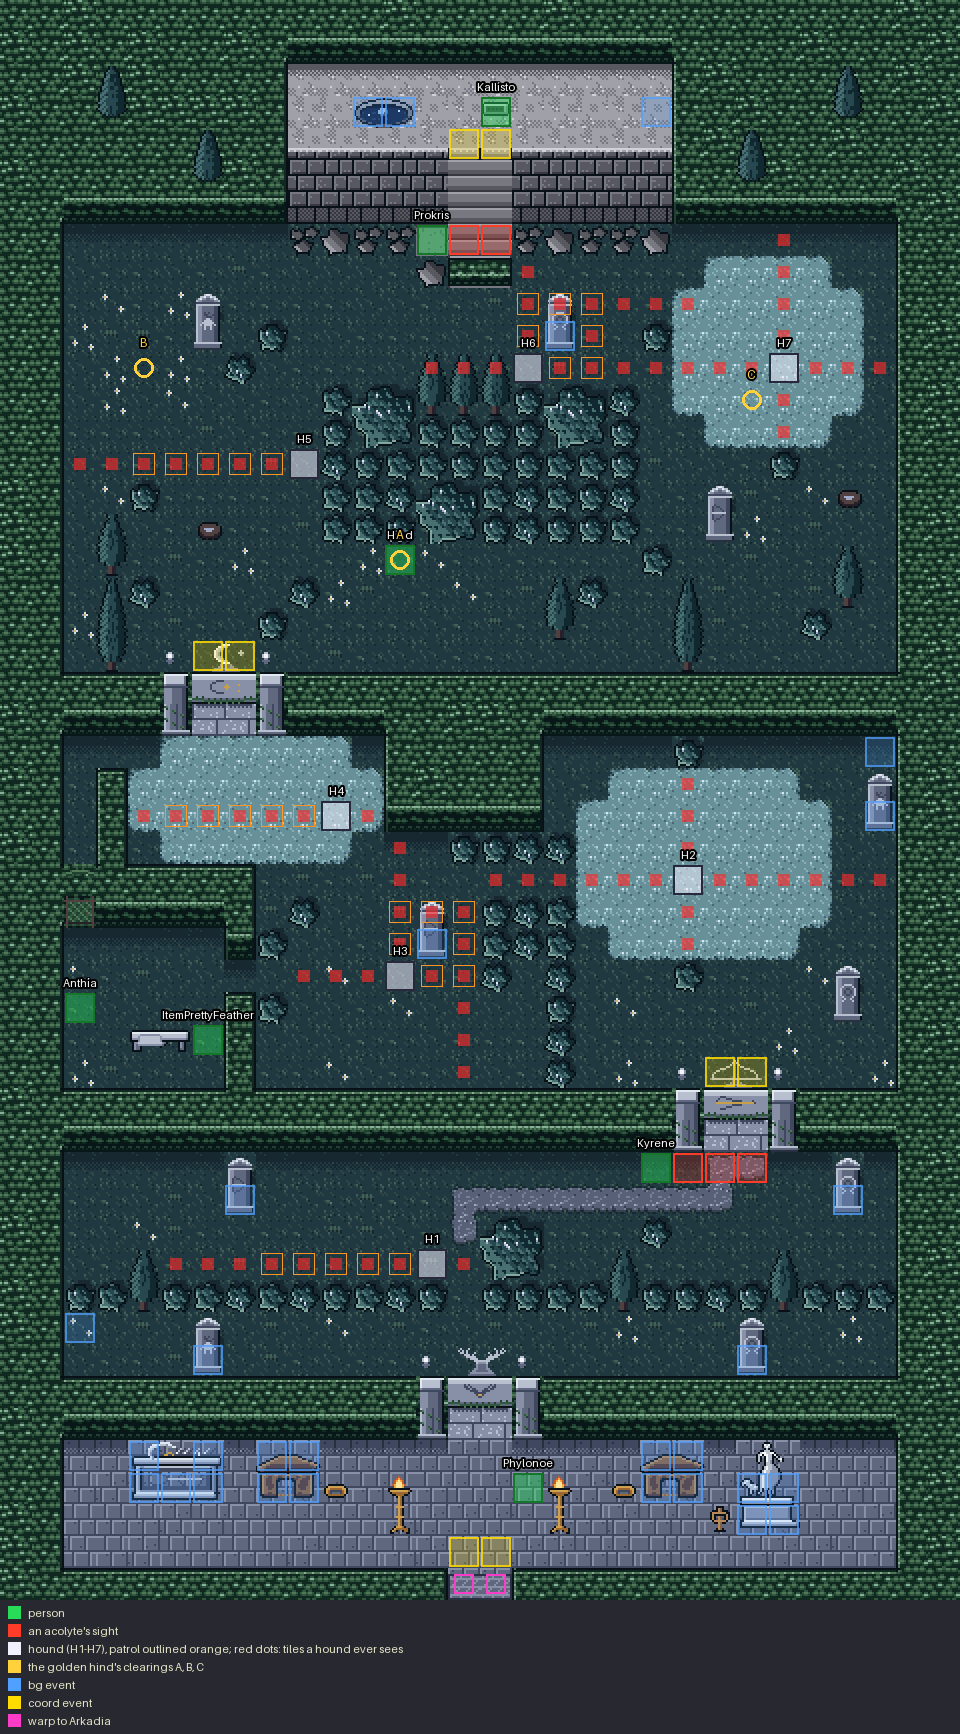 Kallisto
Prokris
B
H6
H7
C
H5
HAd
H4
H2
H3
Anthia
ItemPrettyFeather
Kyrene
H1
Phylonoe
person
an acolyte's sight
hound (H1-H7), patrol outlined orange; red dots: tiles a hound ever sees
the golden hind's clearings A, B, C
bg event
coord event
warp to Arkadia